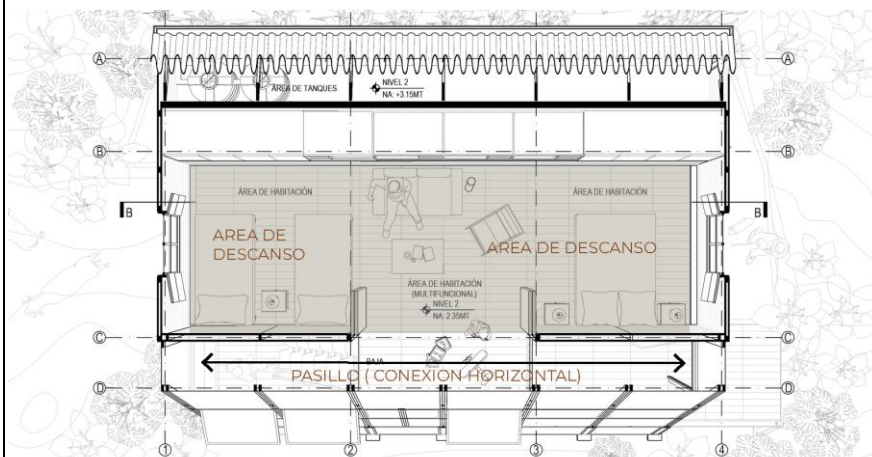 A
A
ÁREA DE TANQUES
NIVEL 2
NA: +3.15MT
B
B
ÁREA DE HABITACIÓN
ÁREA DE HABITACIÓN
B
B
AREA DE
DESCANSO
AREA DE DESCANSO
ÁREA DE HABITACIÓN
(MULTIFUNCIONAL)
NIVEL 2
NA: 2.35MT
C
C
BAJA
PASILLO ( CONEXION HORIZONTAL)
D
D
1
2
3
4